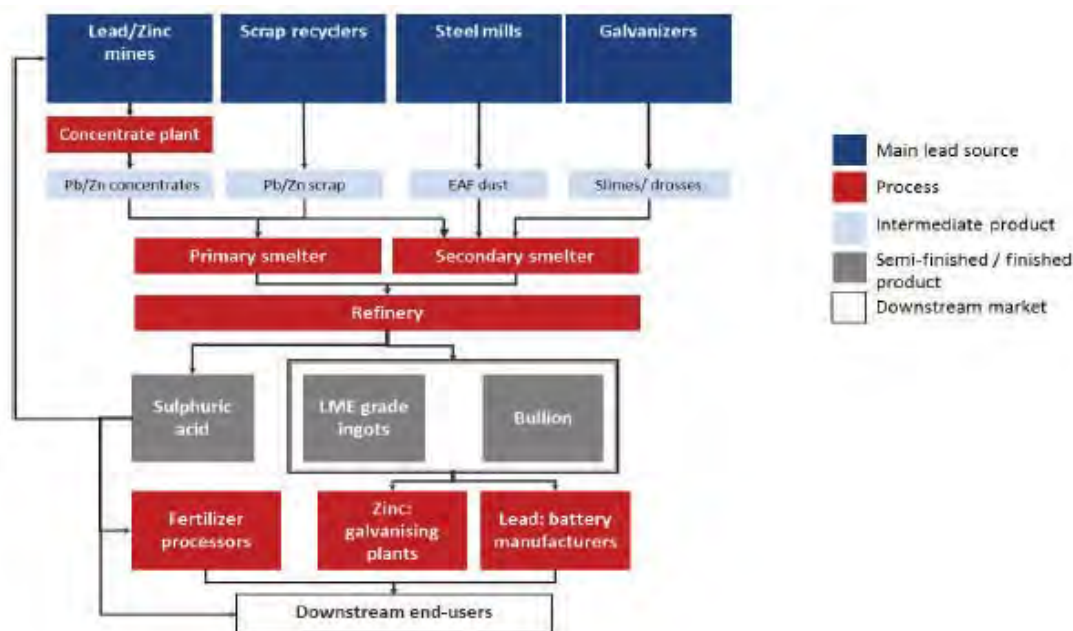 Lead/Zinc
mines
Scrap recyclers
Steel mills
Galvanizers
Concentrate plant
Pb/Zn concentrates
Pb/Zn scrap
EAF dust
Slimes/ drosses
Primary smelter
Secondary smelter
Refinery
Sulphuric
acid
LME grade
ingots
Bullion
Fertilizer
processors
Zinc:
galvanising
plants
Lead: battery
manufacturers
Downstream end-users
Main lead source
Process
Intermediate product
Semi-finished / finished
product
Downstream market